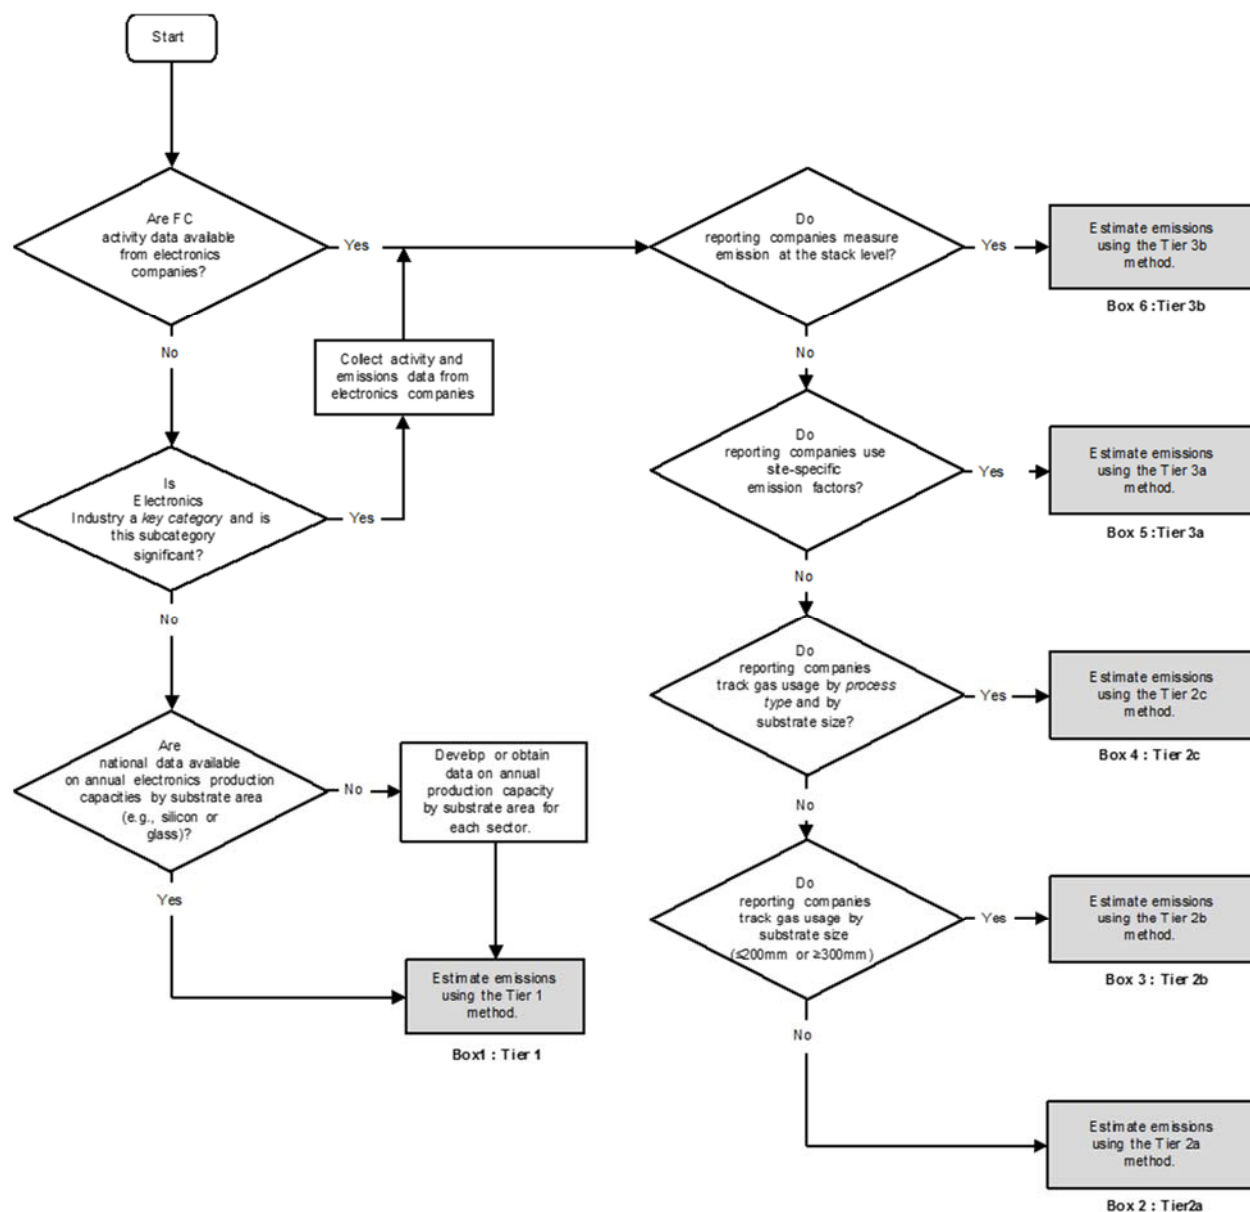 Start
Are FC
activity data available
from electronics
companies?
Yes
No
Collect activity and
emissions data from
electronics companies
Is
Electronics
Industry a key category and is
this subcategory
significant?
Yes
No
Are
national data available
on annual electronics production
capacities by substrate area
(e.g., silicon or
glass)?
No
Yes
Develop or obtain
data on annual
production capacity
by substrate area for
each sector.
Estimate emissions
using the Tier 1
method.
Box1 : Tier 1
Do
reporting companies measure
emission at the stack level?
Yes
No
Estimate emissions
using the Tier 3b
method.
Box 6 : Tier 3b
Do
reporting companies use
site-specific
emission factors?
Yes
No
Estimate emissions
using the Tier 3a
method.
Box 5 : Tier 3a
Do
reporting companies
track gas usage by process
type and by
substrate size?
Yes
No
Estimate emissions
using the Tier 2c
method.
Box 4 : Tier 2c
Do
reporting companies
track gas usage by
substrate size
(≤200mm or ≥300mm)
Yes
No
Estimate emissions
using the Tier 2b
method.
Box 3 : Tier 2b
Estimate emissions
using the Tier 2a
method.
Box 2 : Tier2a